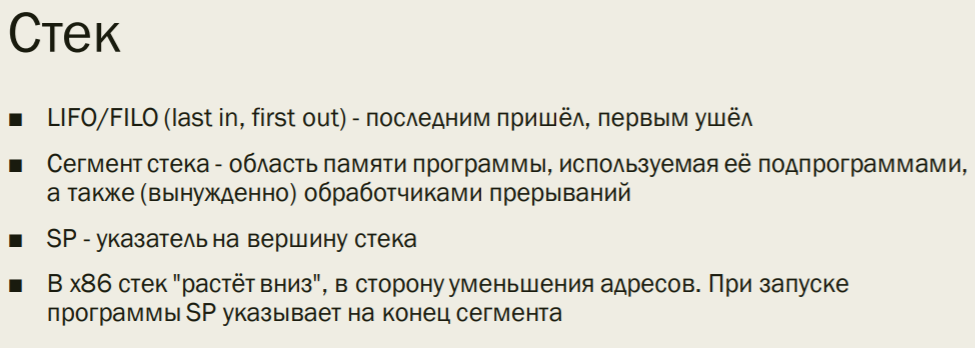 Стек
■ LIFO/FILO (last in, first out) - последним пришёл, первым ушёл
■ Сегмент стека - область памяти программы, используемая её подпрограммами,
а также (вынужденно) обработчиками прерываний
■ SP - указатель на вершину стека
■ В x86 стек "растёт вниз", в сторону уменьшения адресов. При запуске
программы SP указывает на конец сегмента